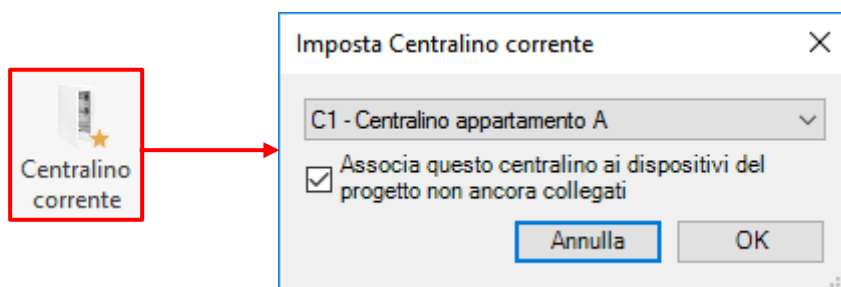 Centralino
corrente
Imposta Centralino corrente
C1 - Centralino appartamento A
Associa questo centralino ai dispositivi del
progetto non ancora collegati
Annulla
OK